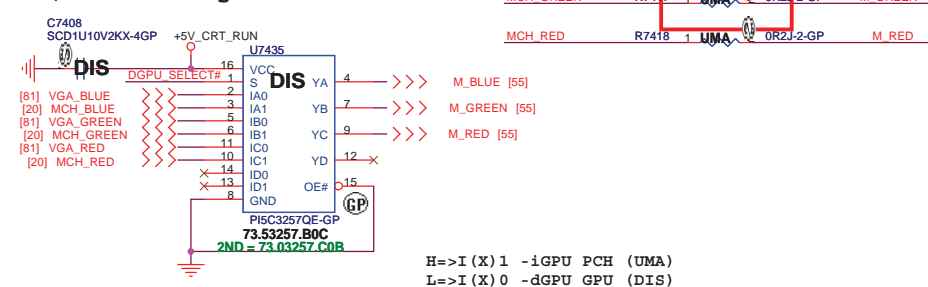 C7408
SCD1U10V2KX-4GP
+5V_CRT_RUN
DIS
DGPU_SELECT#
U7435
DIS
16 VCC
1 S
2 IA0
3 IA1
5 IB0
6 IB1
11 IC0
10 IC1
14 ID0
13 ID1
8 GND
YA 4
YB 7
YC 9
YD 12
OE# 15
[81] VGA_BLUE
[20] MCH_BLUE
[81] VGA_GREEN
[20] MCH_GREEN
[81] VGA_RED
[20] MCH_RED
M_BLUE [55]
M_GREEN [55]
M_RED [55]
GP
PI5C3257QE-GP
73.53257.B0C
2ND = 73.03257.C0B
MCH_RED R7418 1 UMA 0R2J-2-GP M_RED
H=>I(X)1 -iGPU PCH (UMA)
L=>I(X)0 -dGPU GPU (DIS)